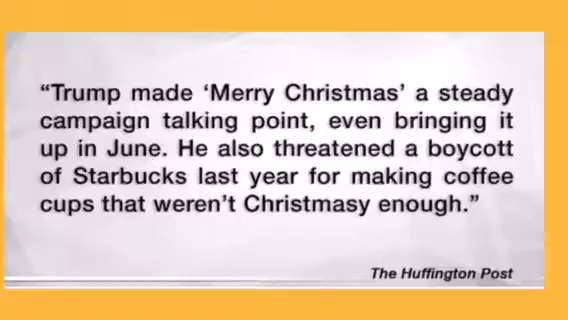 “Trump made ‘Merry Christmas’ a steady
campaign talking point, even bringing it
up in June. He also threatened a boycott
of Starbucks last year for making coffee
cups that weren’t Christmasy enough.”
The Huffington Post